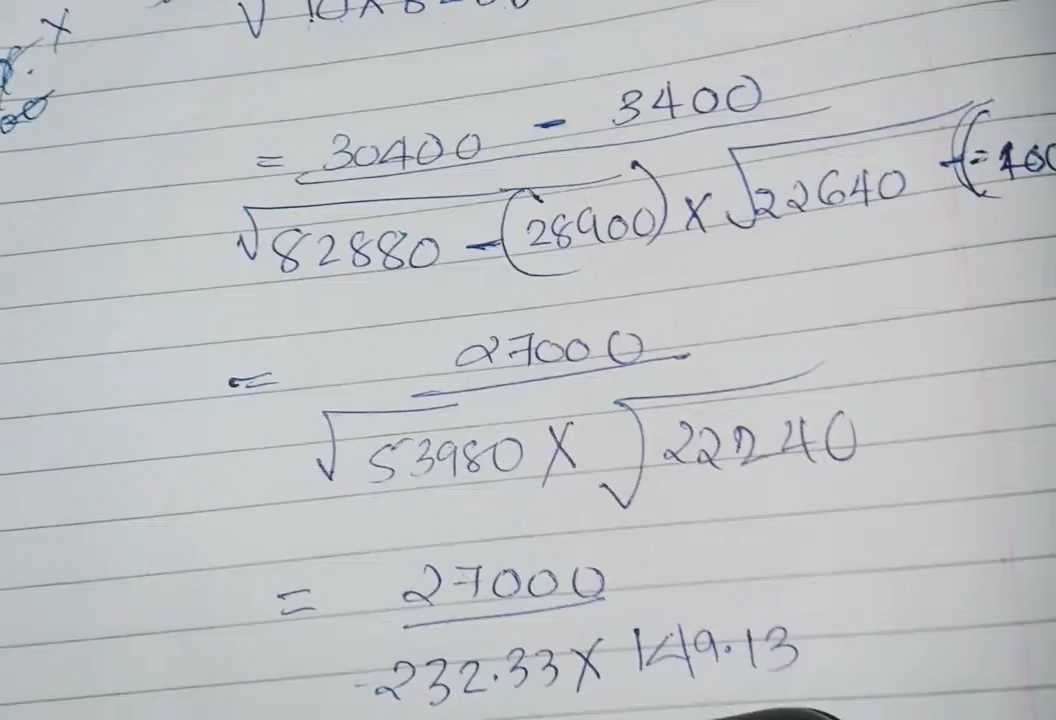 = 30400 - 3400
√82880 - (28900) × √22640 - (
= 27000
√53980 × √22240
= 27000
232.33 × 149.13